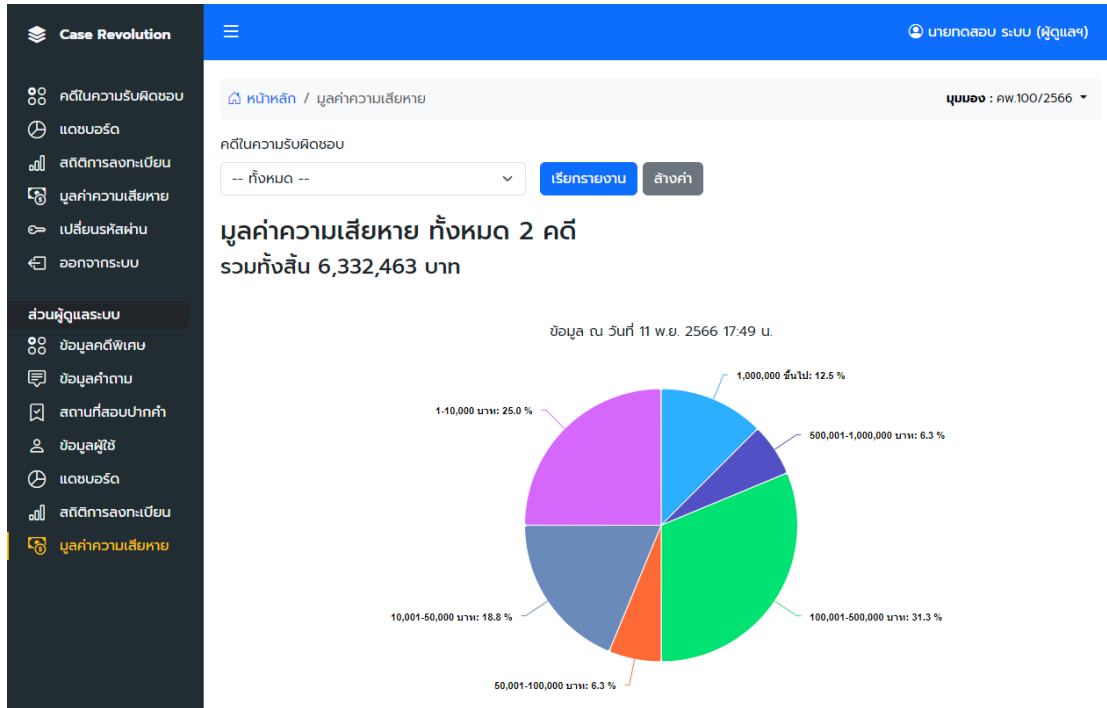 Case Revolution
นายทดสอบ ระบบ (ผู้ดูแลฯ)
คดีในความรับผิดชอบ
แดชบอร์ด
สถิติการลงทะเบียน
มูลค่าความเสียหาย
เปลี่ยนรหัสผ่าน
ออกจากระบบ
ส่วนผู้ดูแลระบบ
ข้อมูลคดีพิเศษ
ข้อมูลคำถาม
สถานที่สอบปากคำ
ข้อมูลผู้ใช้
แดชบอร์ด
สถิติการลงทะเบียน
มูลค่าความเสียหาย
หน้าหลัก / มูลค่าความเสียหาย
มุมมอง : คพ.100/2566
คดีในความรับผิดชอบ
-- ทั้งหมด --
เรียกรายงาน
ล้างค่า
มูลค่าความเสียหาย ทั้งหมด 2 คดี
รวมทั้งสิ้น 6,332,463 บาท
ข้อมูล ณ วันที่ 11 พ.ย. 2566 17:49 น.
1,000,000 ขึ้นไป: 12.5 %
1-10,000 บาท: 25.0 %
500,001-1,000,000 บาท: 6.3 %
10,001-50,000 บาท: 18.8 %
100,001-500,000 บาท: 31.3 %
50,001-100,000 บาท: 6.3 %